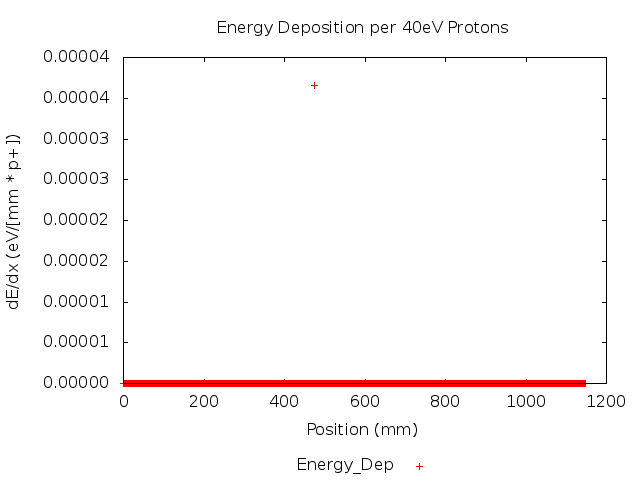 Energy Deposition per 40eV Protons
0.00004
0.00004
0.00003
0.00003
0.00002
0.00002
0.00001
0.00001
0.00000
dE/dx (eV/[mm * p+])
0 200 400 600 800 1000 1200
Position (mm)
Energy_Dep